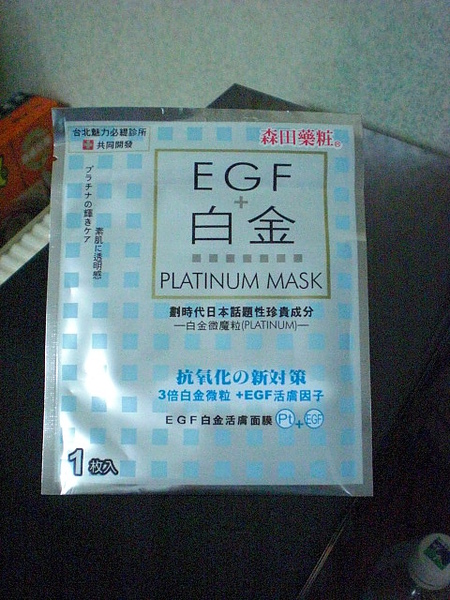 台北魅力必緹診所
共同開發
森田藥粧®
プラチナの輝きケア
素肌に透明感
EGF
+
白金
PLATINUM MASK
劃時代日本話題性珍貴成分
—白金微魔粒(PLATINUM)—
抗氧化の新対策
3倍白金微粒 +EGF活膚因子
EGF白金活膚面膜 Pt+EGF
1枚入